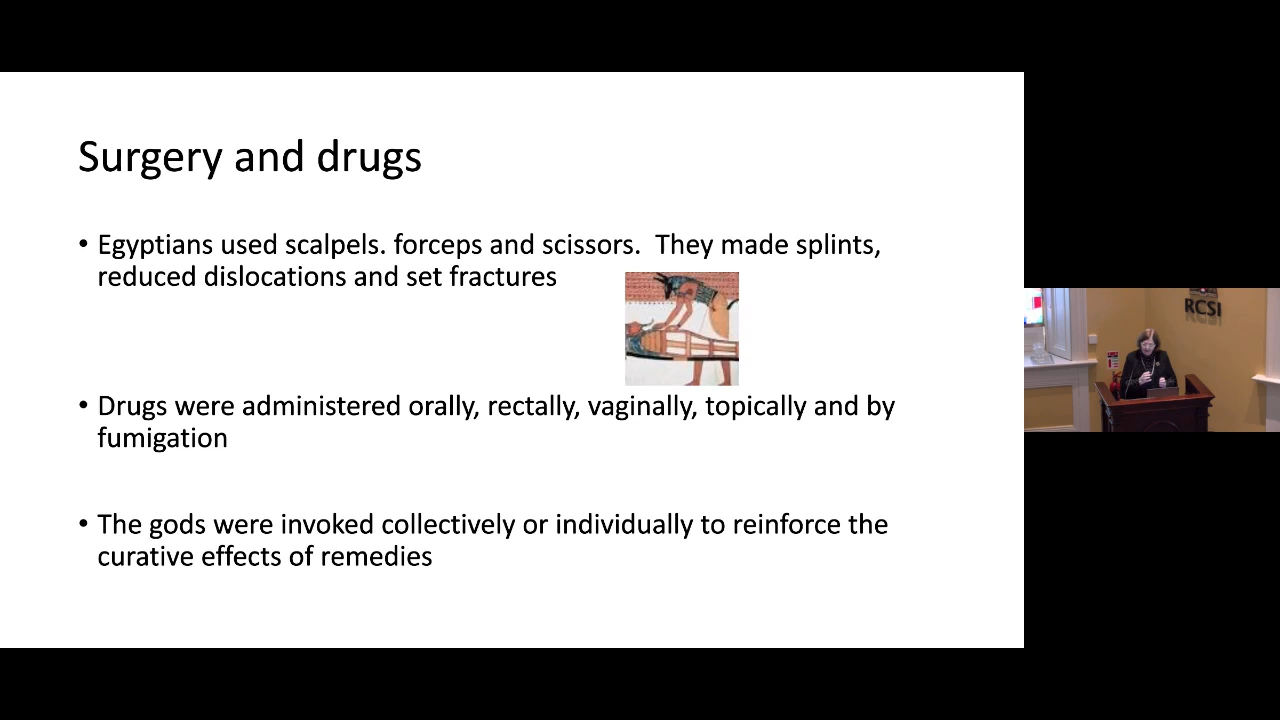 Surgery and drugs
• Egyptians used scalpels. forceps and scissors.  They made splints,
reduced dislocations and set fractures
• Drugs were administered orally, rectally, vaginally, topically and by
fumigation
• The gods were invoked collectively or individually to reinforce the
curative effects of remedies
RCSI